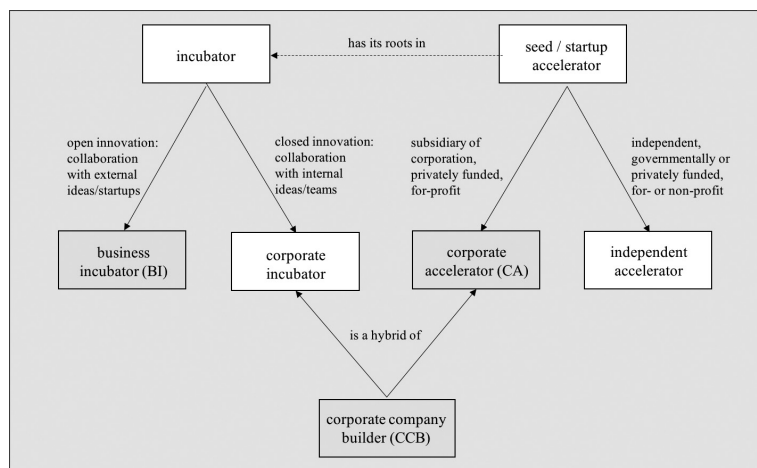 incubator
has its roots in
seed / startup
accelerator
open innovation:
collaboration
with external
ideas/startups
closed innovation:
collaboration
with internal
ideas/teams
subsidiary of
corporation,
privately funded,
for-profit
independent,
governmentally or
privately funded,
for- or non-profit
business
incubator (BI)
corporate
incubator
corporate
accelerator (CA)
independent
accelerator
is a hybrid of
corporate company
builder (CCB)